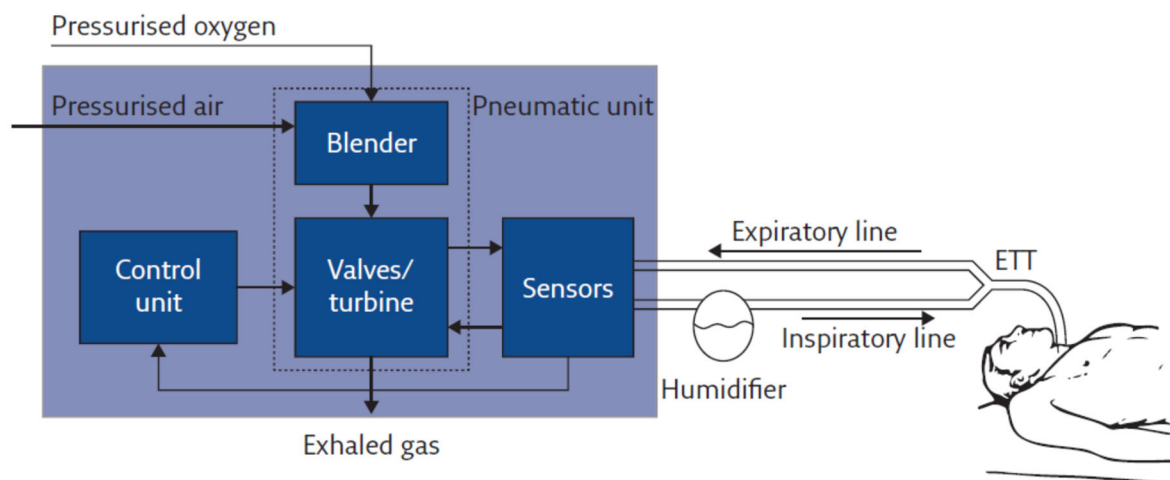 Pressurised oxygen
Pressurised air
Pneumatic unit
Blender
Control
unit
Valves/
turbine
Sensors
Expiratory line
ETT
Inspiratory line
Humidifier
Exhaled gas